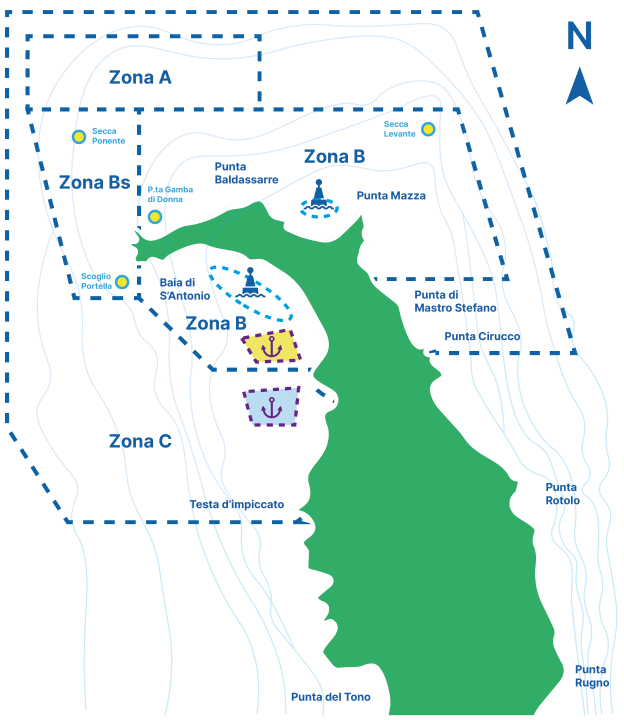 N
Zona A
Secca
Ponente
Secca
Levante
Zona B
Punta
Baldassarre
Zona Bs
P.ta Gamba
di Donna
Punta Mazza
Scoglio
Portella
Baia di
S'Antonio
Punta di
Mastro Stefano
Zona B
Punta Cirucco
Zona C
Punta
Rotolo
Testa d'impiccato
Punta
Rugno
Punta del Tono